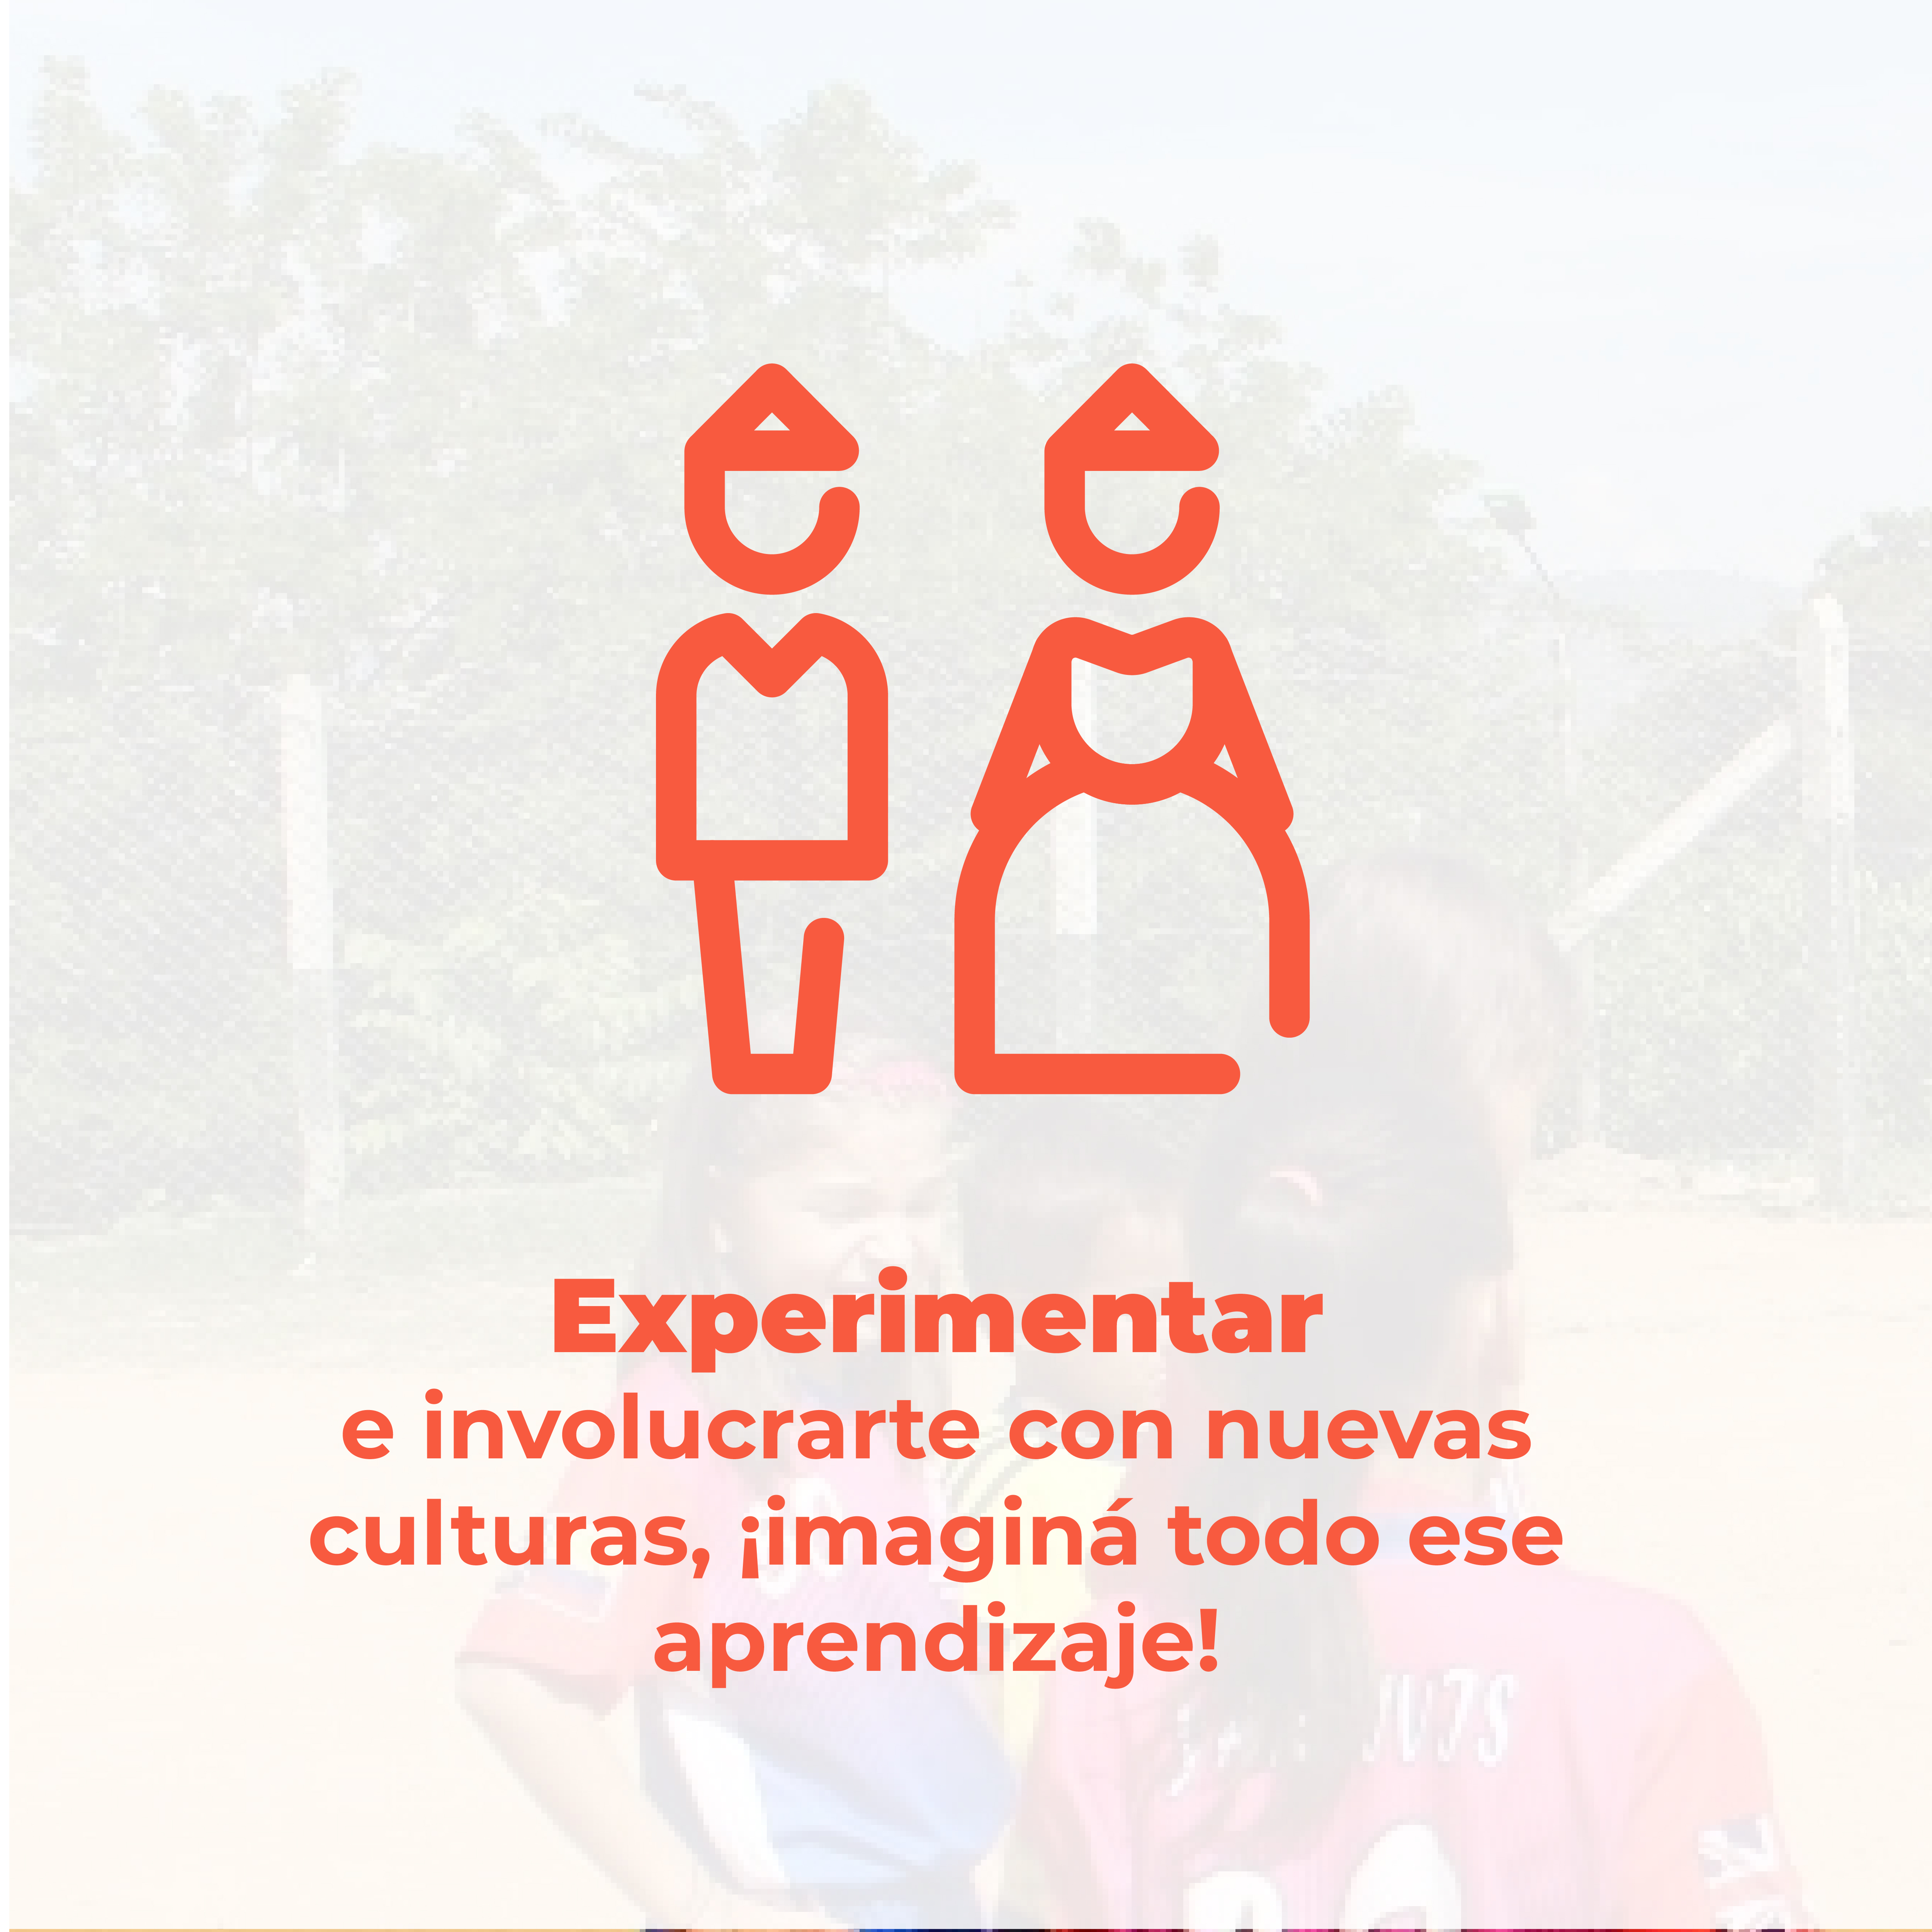 Experimentar
e involucrarte con nuevas
culturas, ¡imaginá todo ese
aprendizaje!